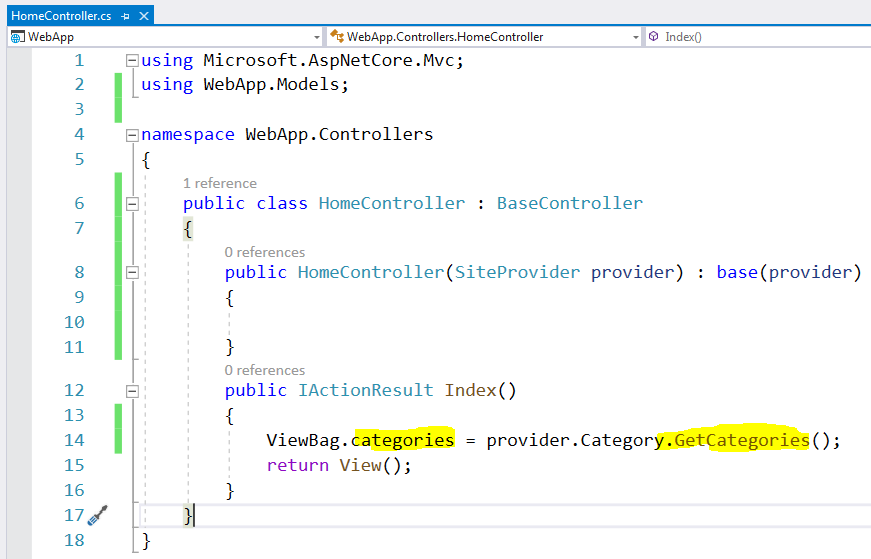 HomeController.cs
WebApp WebApp.Controllers.HomeController Index()
1 using Microsoft.AspNetCore.Mvc;
2 using WebApp.Models;
3
4 namespace WebApp.Controllers
5 {
1 reference
6 public class HomeController : BaseController
7 {
0 references
8 public HomeController(SiteProvider provider) : base(provider)
9 {
10
11 }
0 references
12 public IActionResult Index()
13 {
14 ViewBag.categories = provider.Category.GetCategories();
15 return View();
16 }
17 }
18 }